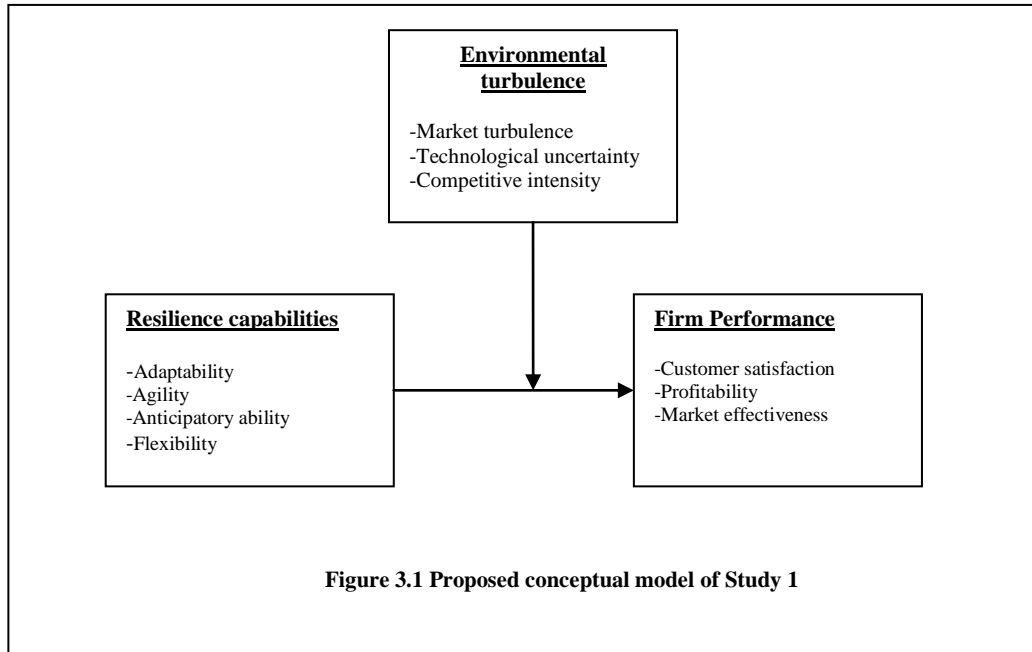 Environmental
turbulence
-Market turbulence
-Technological uncertainty
-Competitive intensity
Resilience capabilities
-Adaptability
-Agility
-Anticipatory ability
-Flexibility
Firm Performance
-Customer satisfaction
-Profitability
-Market effectiveness
Figure 3.1 Proposed conceptual model of Study 1